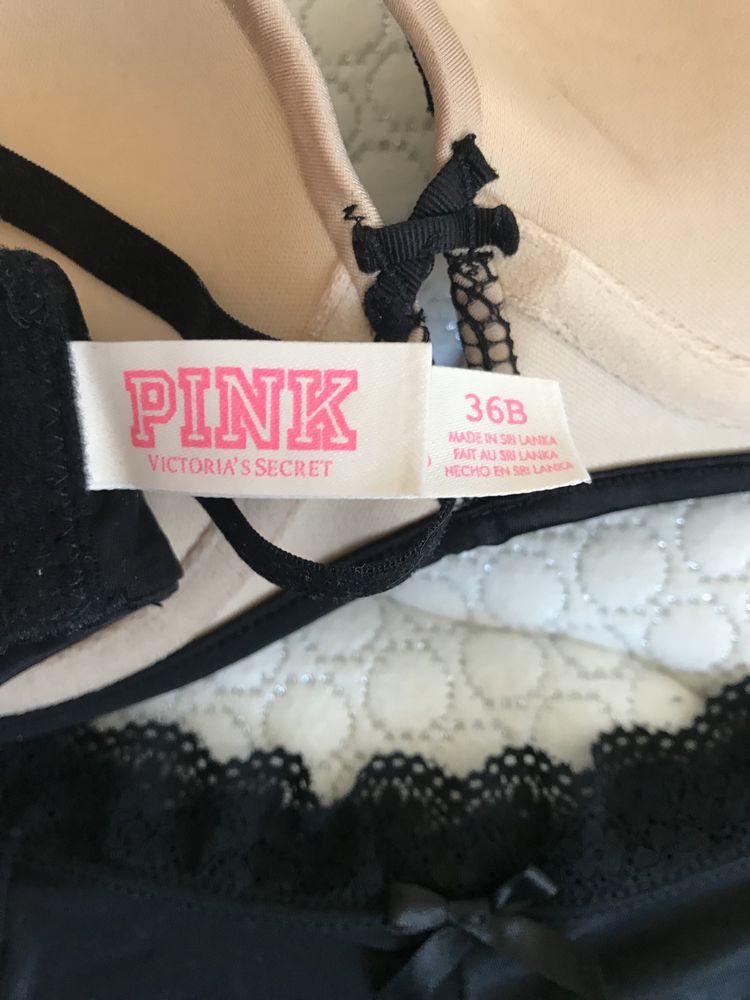 PINK
VICTORIA'S SECRET
36B
MADE IN SRI LANKA
FAIT AU SRI LANKA
HECHO EN SRI LANKA